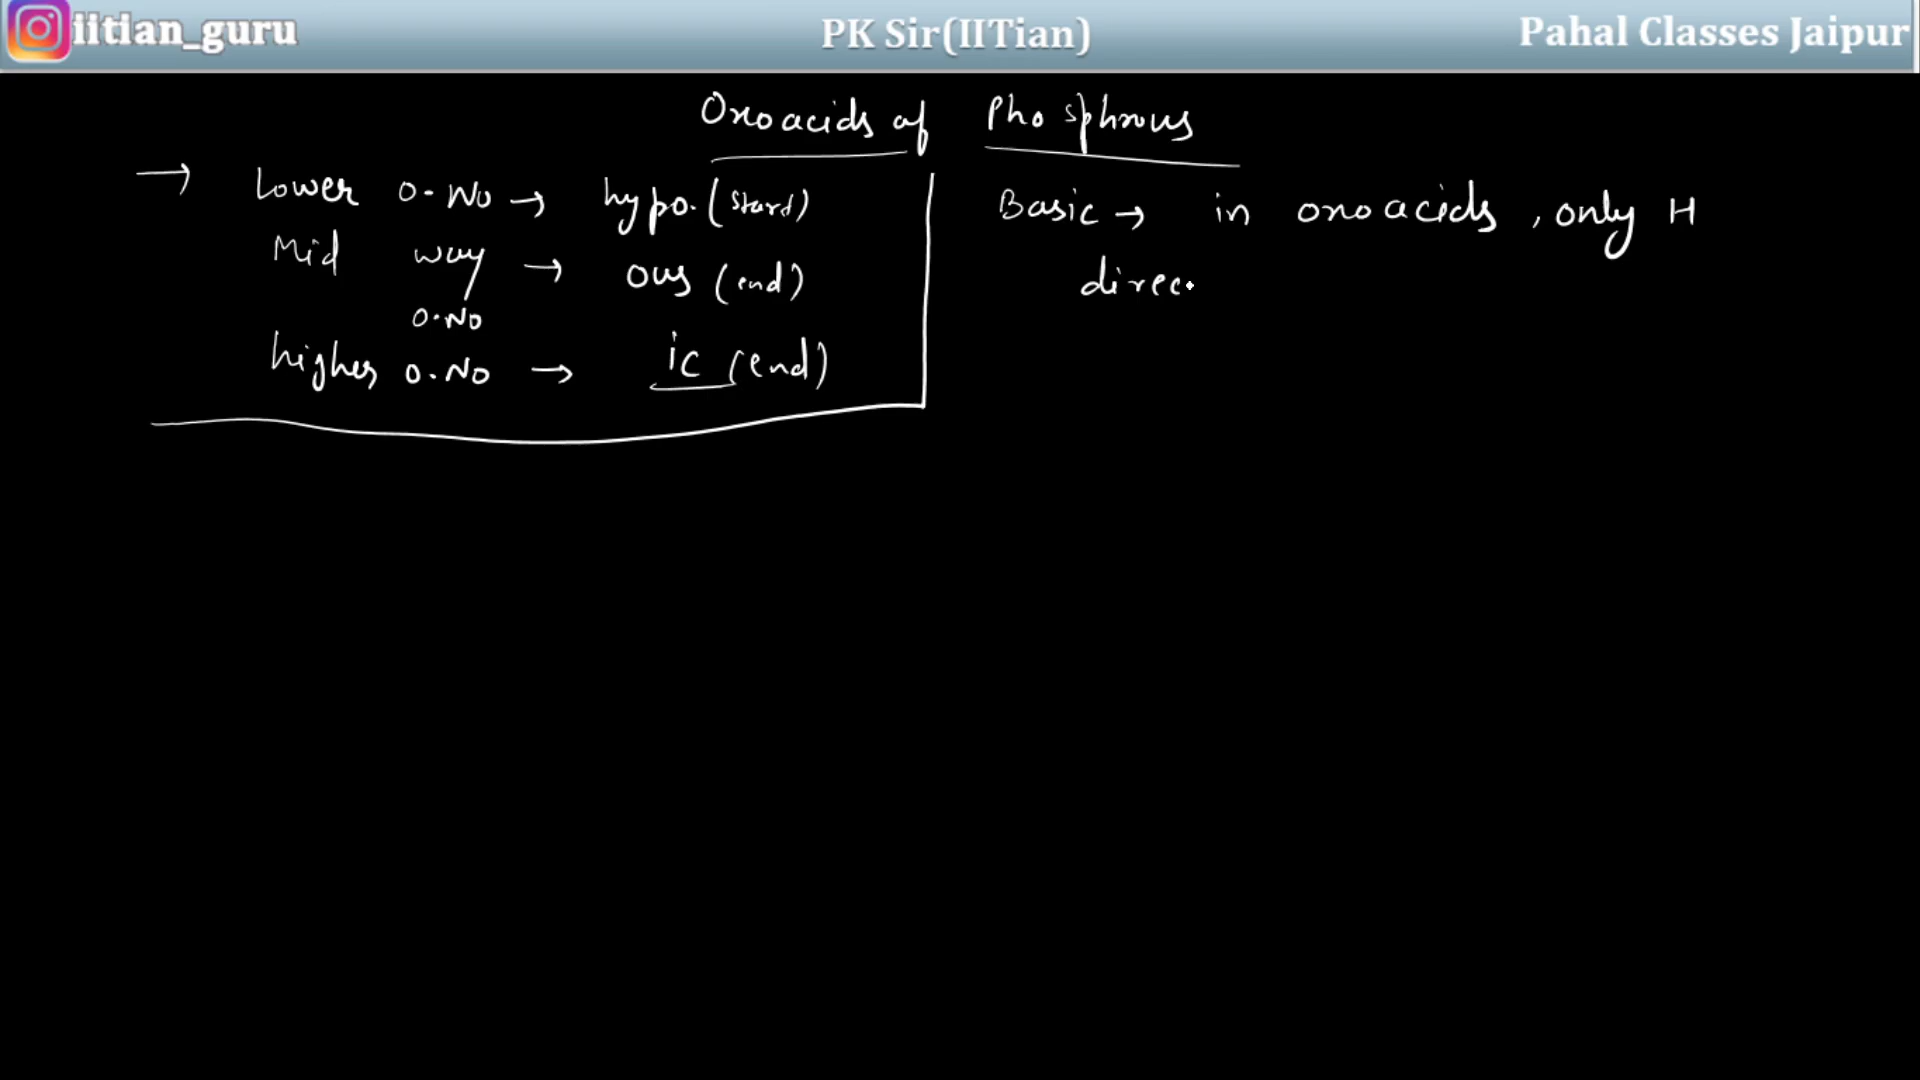 iitian_guru
PK Sir(IITian)
Pahal Classes Jaipur
Oxoacids of Phosphrous
→ Lower O.No → hypo. (start)
Mid way → ous (end)
O.No
higher O.No → ic (end)
Basic → in oxoacids, only H
direc